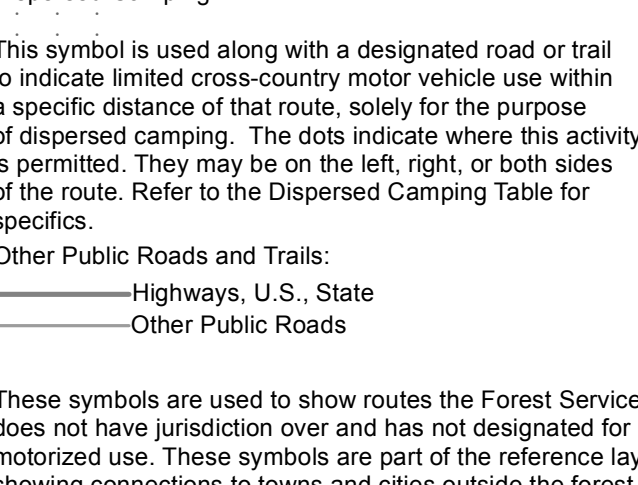 This symbol is used along with a designated road or trail
to indicate limited cross-country motor vehicle use within
a specific distance of that route, solely for the purpose
of dispersed camping. The dots indicate where this activity
is permitted. They may be on the left, right, or both sides
of the route. Refer to the Dispersed Camping Table for
specifics.
Other Public Roads and Trails:
Highways, U.S., State
Other Public Roads
These symbols are used to show routes the Forest Service
does not have jurisdiction over and has not designated for
motorized use. These symbols are part of the reference lay
showing connections to towns and cities outside the forest